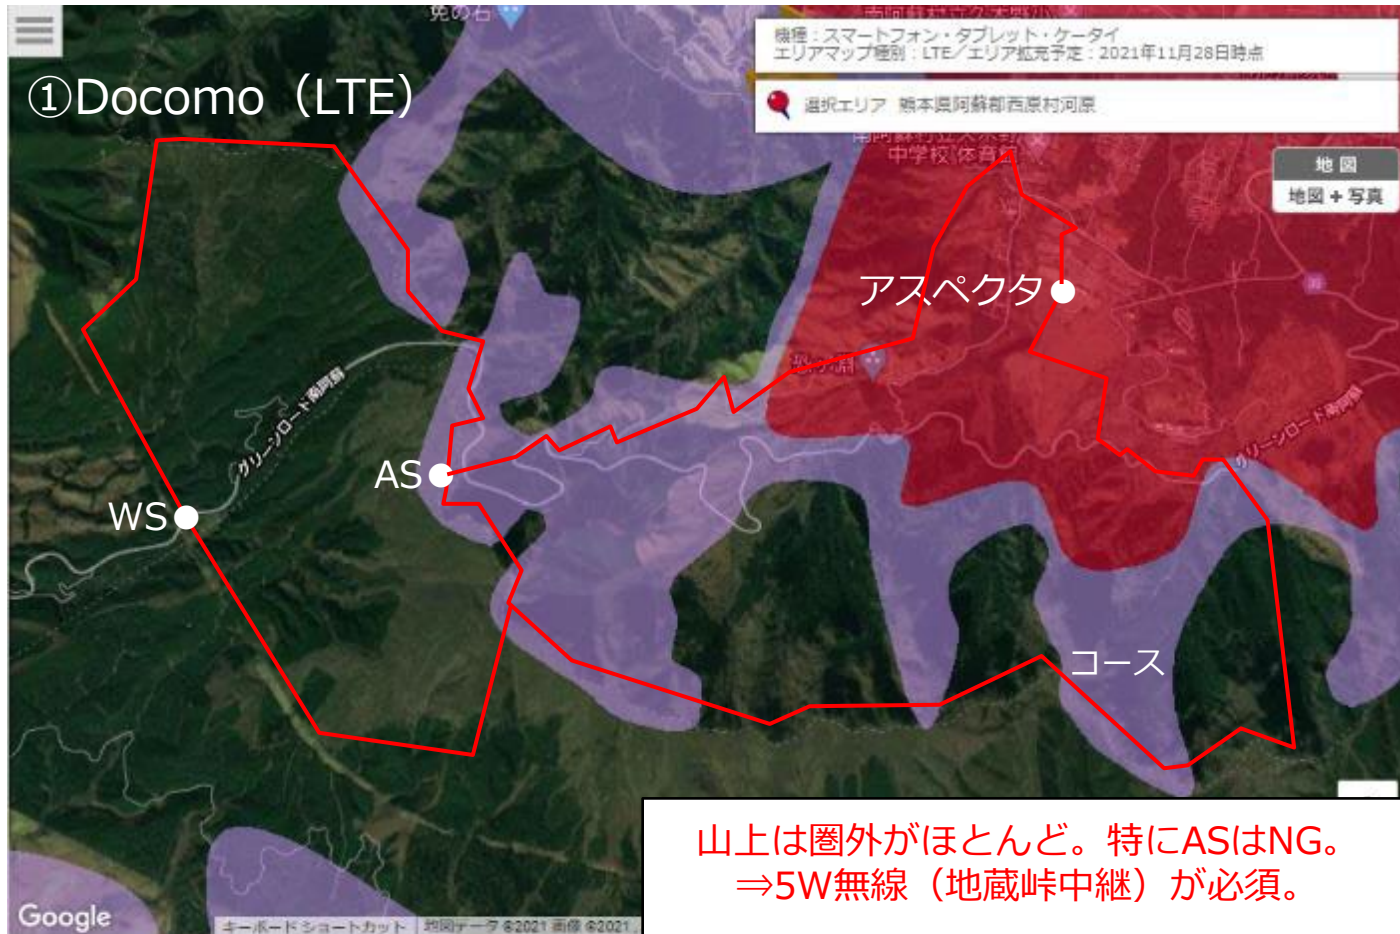 免の石
機種：スマートフォン・タブレット・ケータイ
エリアマップ種別：LTE／エリア拡充予定：2021年11月28日時点
①Docomo（LTE）
選択エリア 熊本県阿蘇郡西原村河原
中学校 体育館
地図
地図＋写真
アスペクタ
グリーンロード南阿蘇
AS
グリーンロード南阿蘇
WS
コース
山上は圏外がほとんど。特にASはNG。
⇒5W無線（地蔵峠中継）が必須。
Google
キーボード ショートカット
地図データ ©2021 画像 ©2021